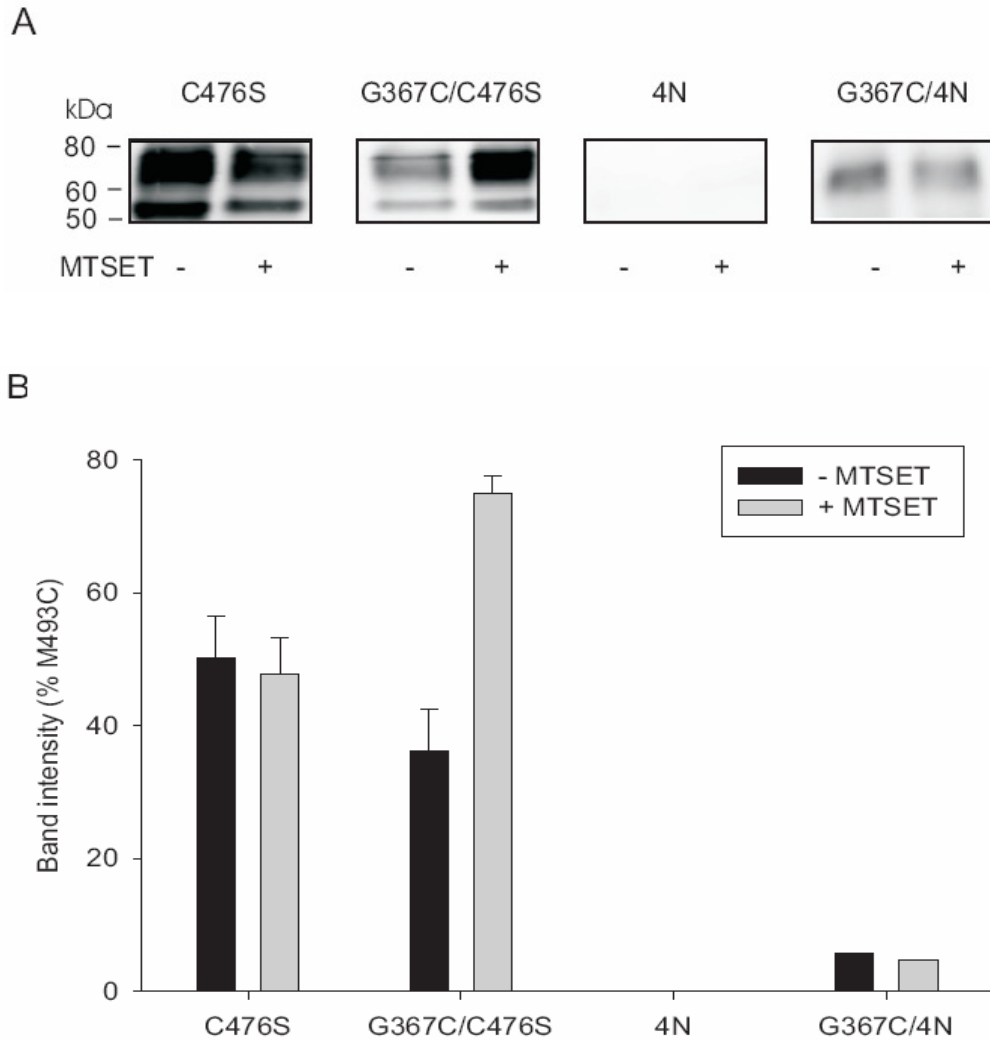 A
C476S G367C/C476S 4N G367C/4N
kDa
80 –
60 –
50 –
MTSET - + - + - + - +
B
80
60
40
20
0
Band intensity (% M493C)
- MTSET
+ MTSET
C476S G367C/C476S 4N G367C/4N